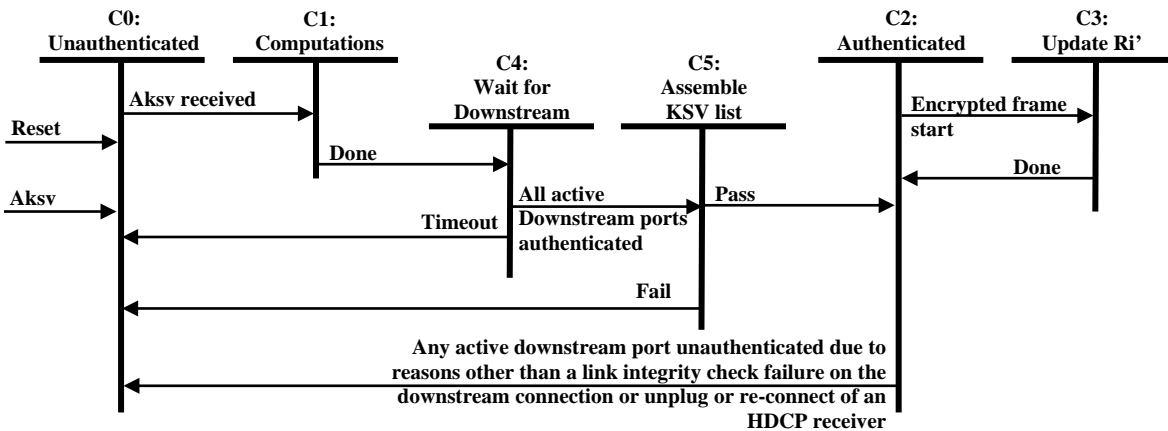 C0:
Unauthenticated
C1:
Computations
C2:
Authenticated
C3:
Update Ri’
C4:
Wait for
Downstream
C5:
Assemble
KSV list
Aksv received
Encrypted frame
start
Reset
Done
Done
Aksv
All active
Downstream ports
authenticated
Pass
Timeout
Fail
Any active downstream port unauthenticated due to
reasons other than a link integrity check failure on the
downstream connection or unplug or re-connect of an
HDCP receiver